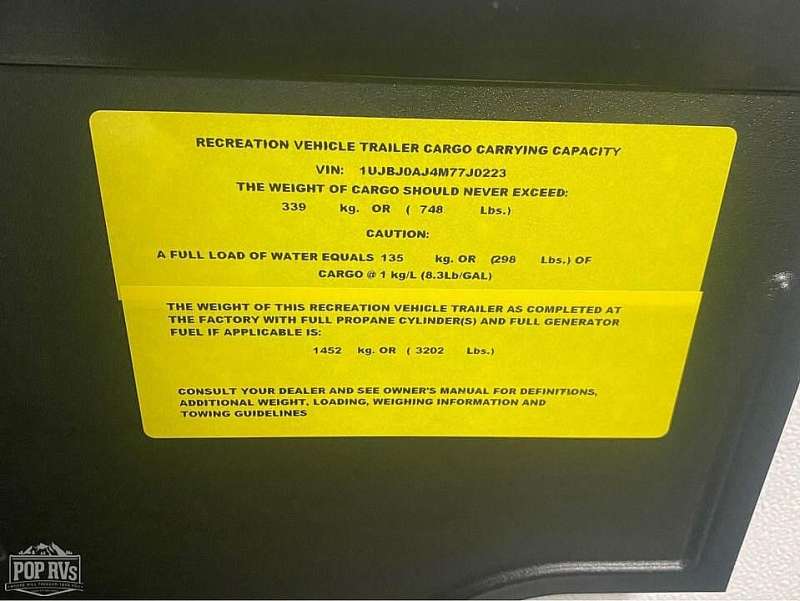 RECREATION VEHICLE TRAILER CARGO CARRYING CAPACITY
VIN: 1UJBJ0AJ4M77J0223
THE WEIGHT OF CARGO SHOULD NEVER EXCEED:
339 kg. OR ( 748 Lbs.)
CAUTION:
A FULL LOAD OF WATER EQUALS 135 kg. OR (298 Lbs.) OF
CARGO @ 1 kg/L (8.3Lb/GAL)
THE WEIGHT OF THIS RECREATION VEHICLE TRAILER AS COMPLETED AT
THE FACTORY WITH FULL PROPANE CYLINDER(S) AND FULL GENERATOR
FUEL IF APPLICABLE IS:
1452 kg. OR ( 3202 Lbs.)
CONSULT YOUR DEALER AND SEE OWNER'S MANUAL FOR DEFINITIONS,
ADDITIONAL WEIGHT, LOADING, WEIGHING INFORMATION AND
TOWING GUIDELINES
POP RVs